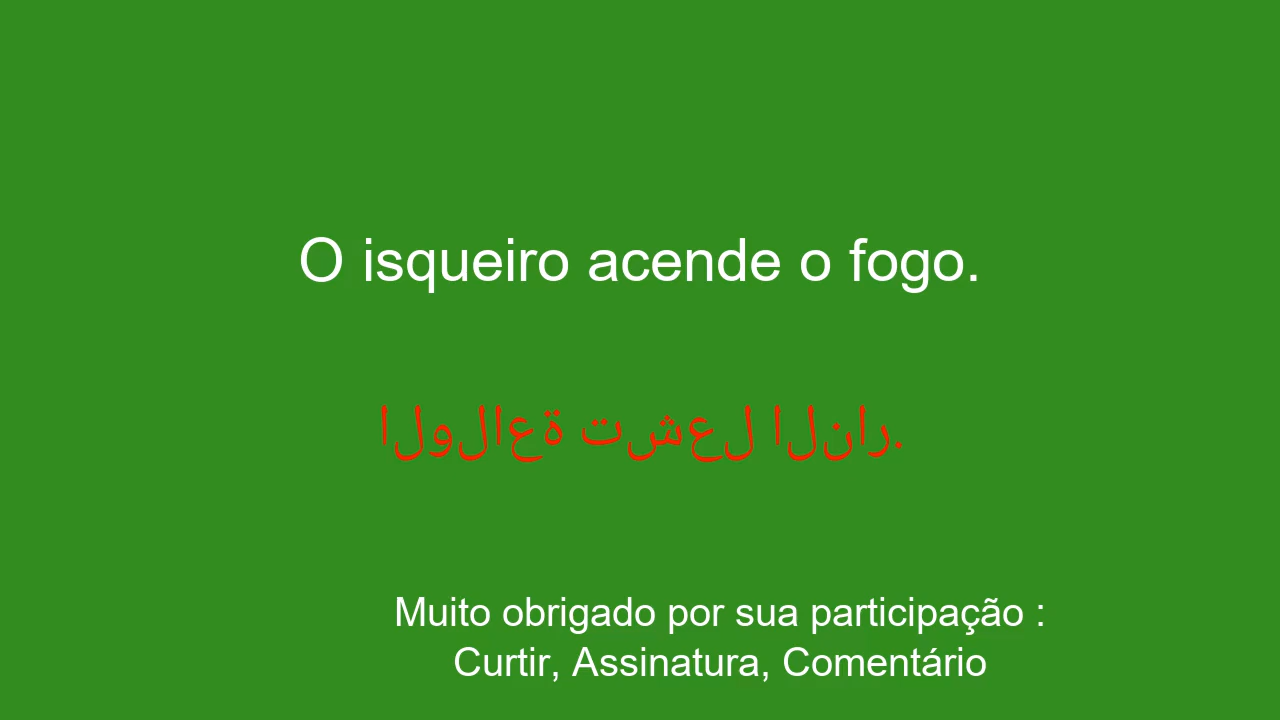 O isqueiro acende o fogo.
الولاعة تشعل النار.
Muito obrigado por sua participação :
Curtir, Assinatura, Comentário